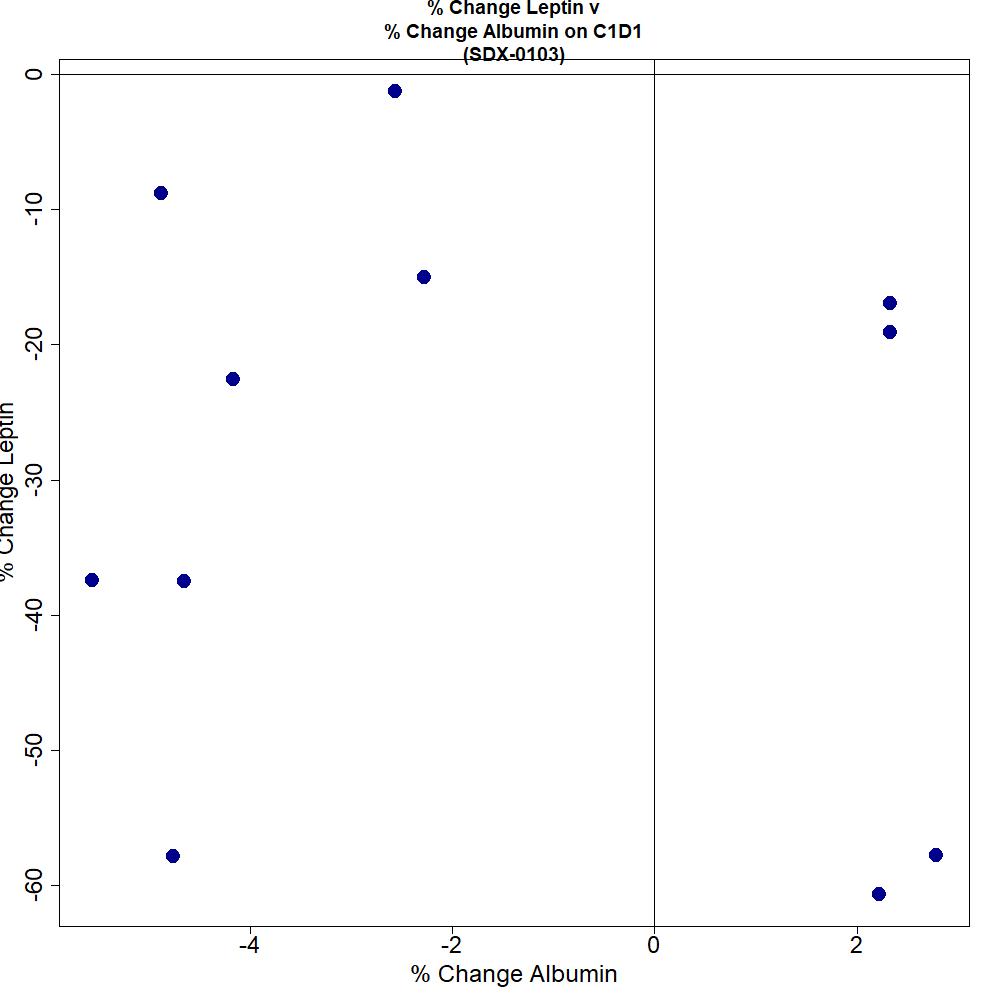 % Change Leptin v
% Change Albumin on C1D1
(SDX-0103)
0
-10
-20
-30
-40
-50
-60
% Change Leptin
-4
-2
0
2
% Change Albumin